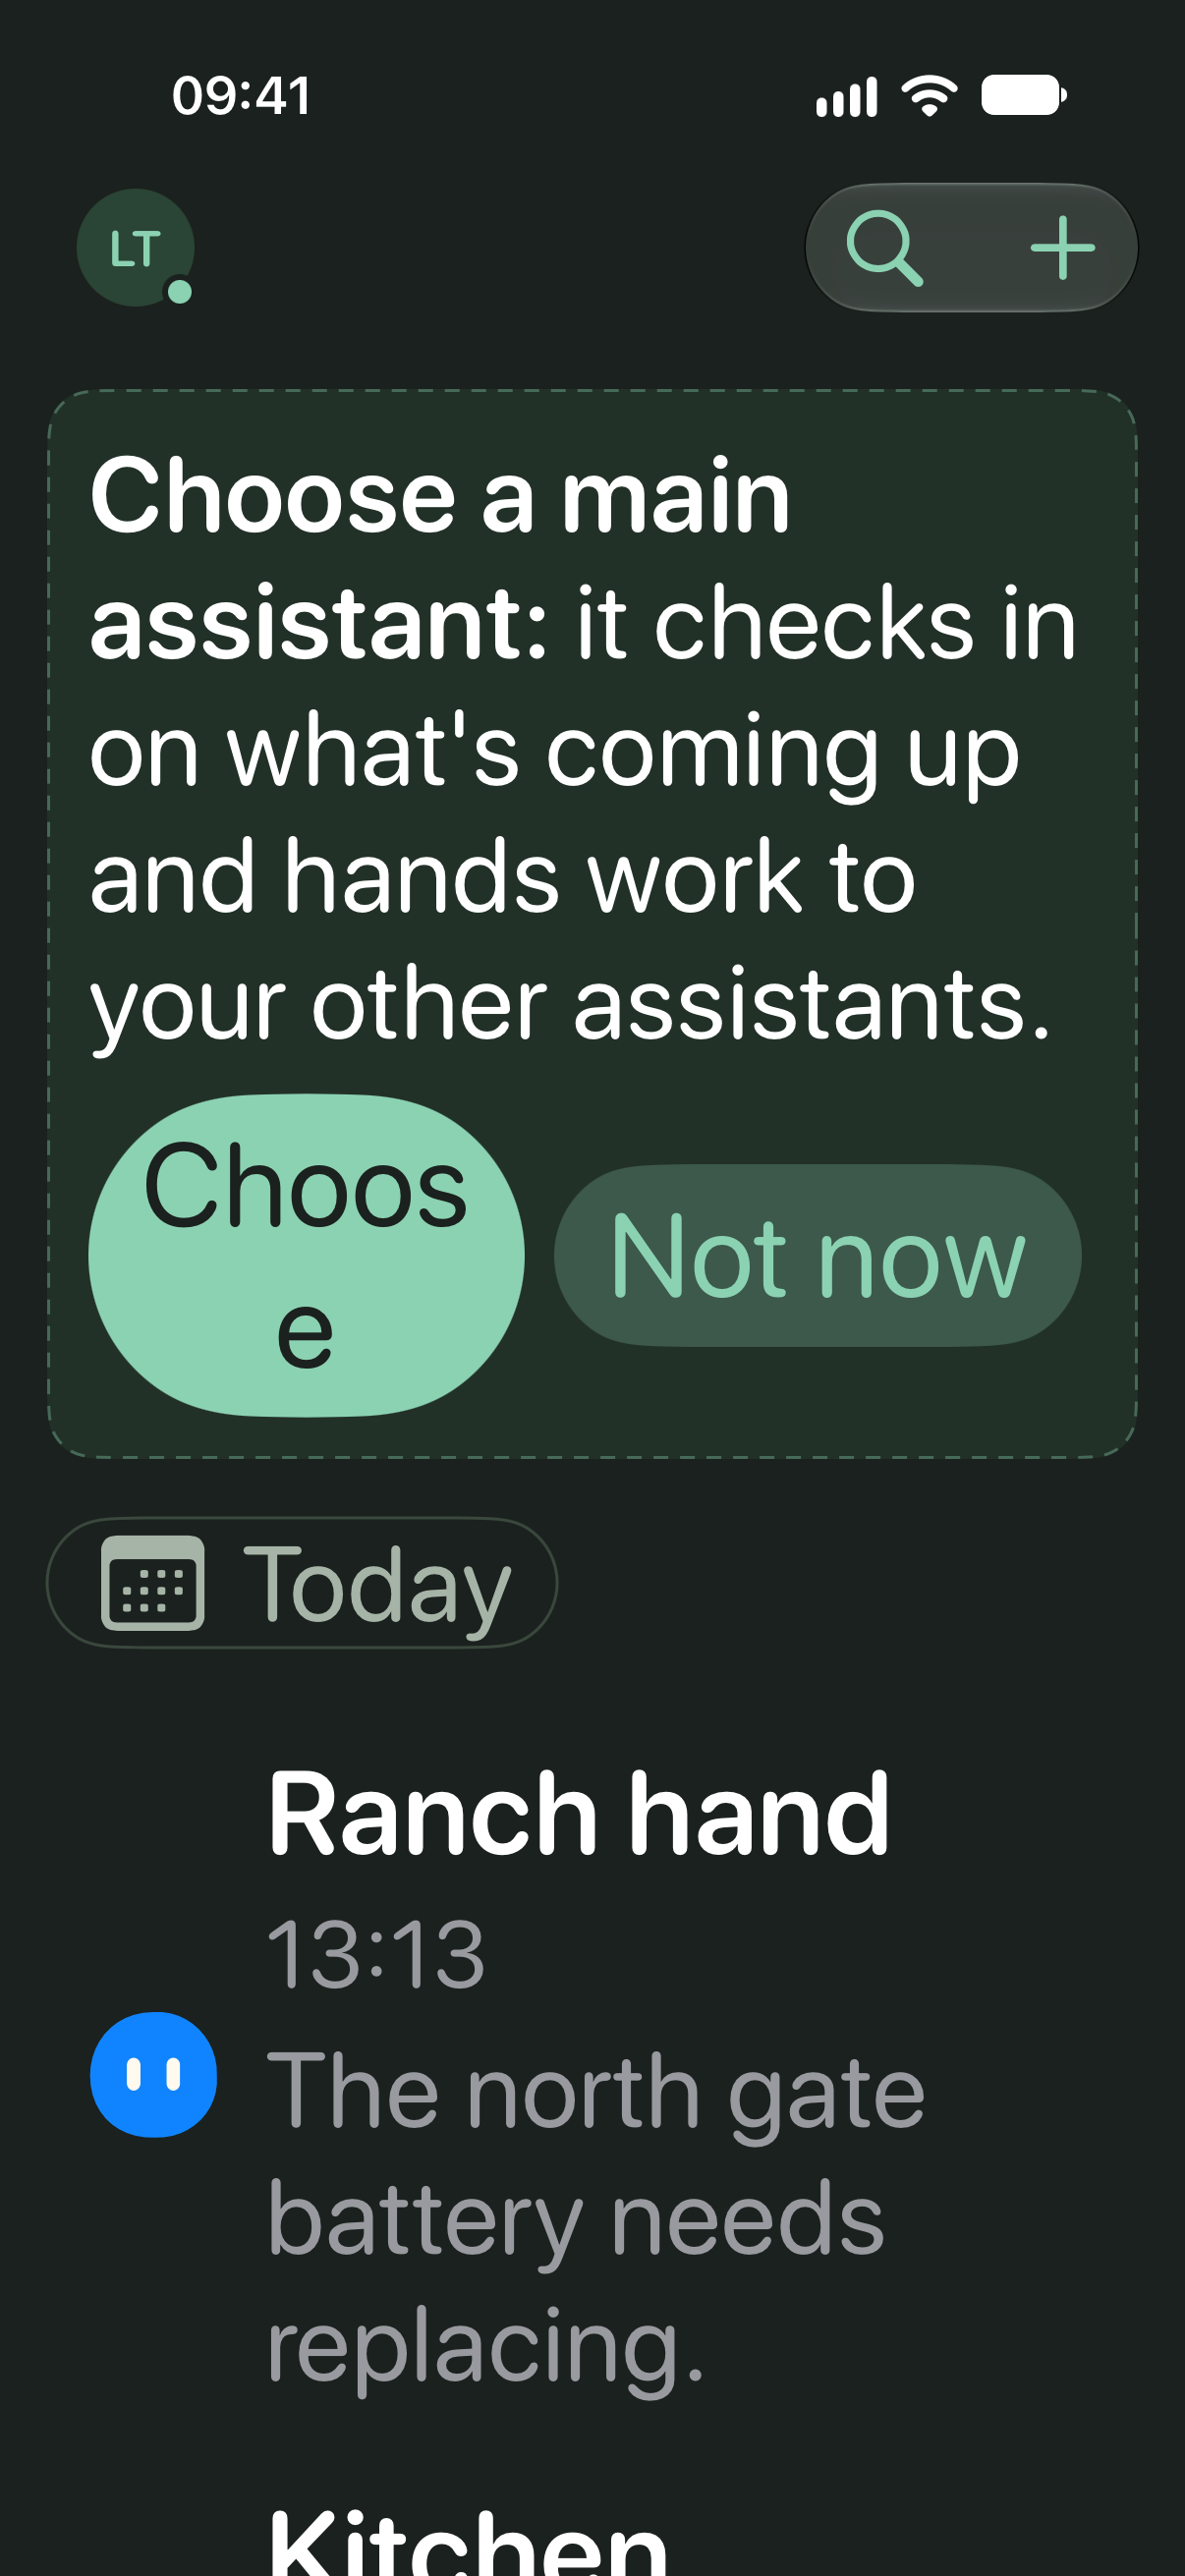 09:41
LT
Choose a main
assistant: it checks in
on what's coming up
and hands work to
your other assistants.
Choos
e
Not now
Today
Ranch hand
13:13
The north gate
battery needs
replacing.
Kitchen